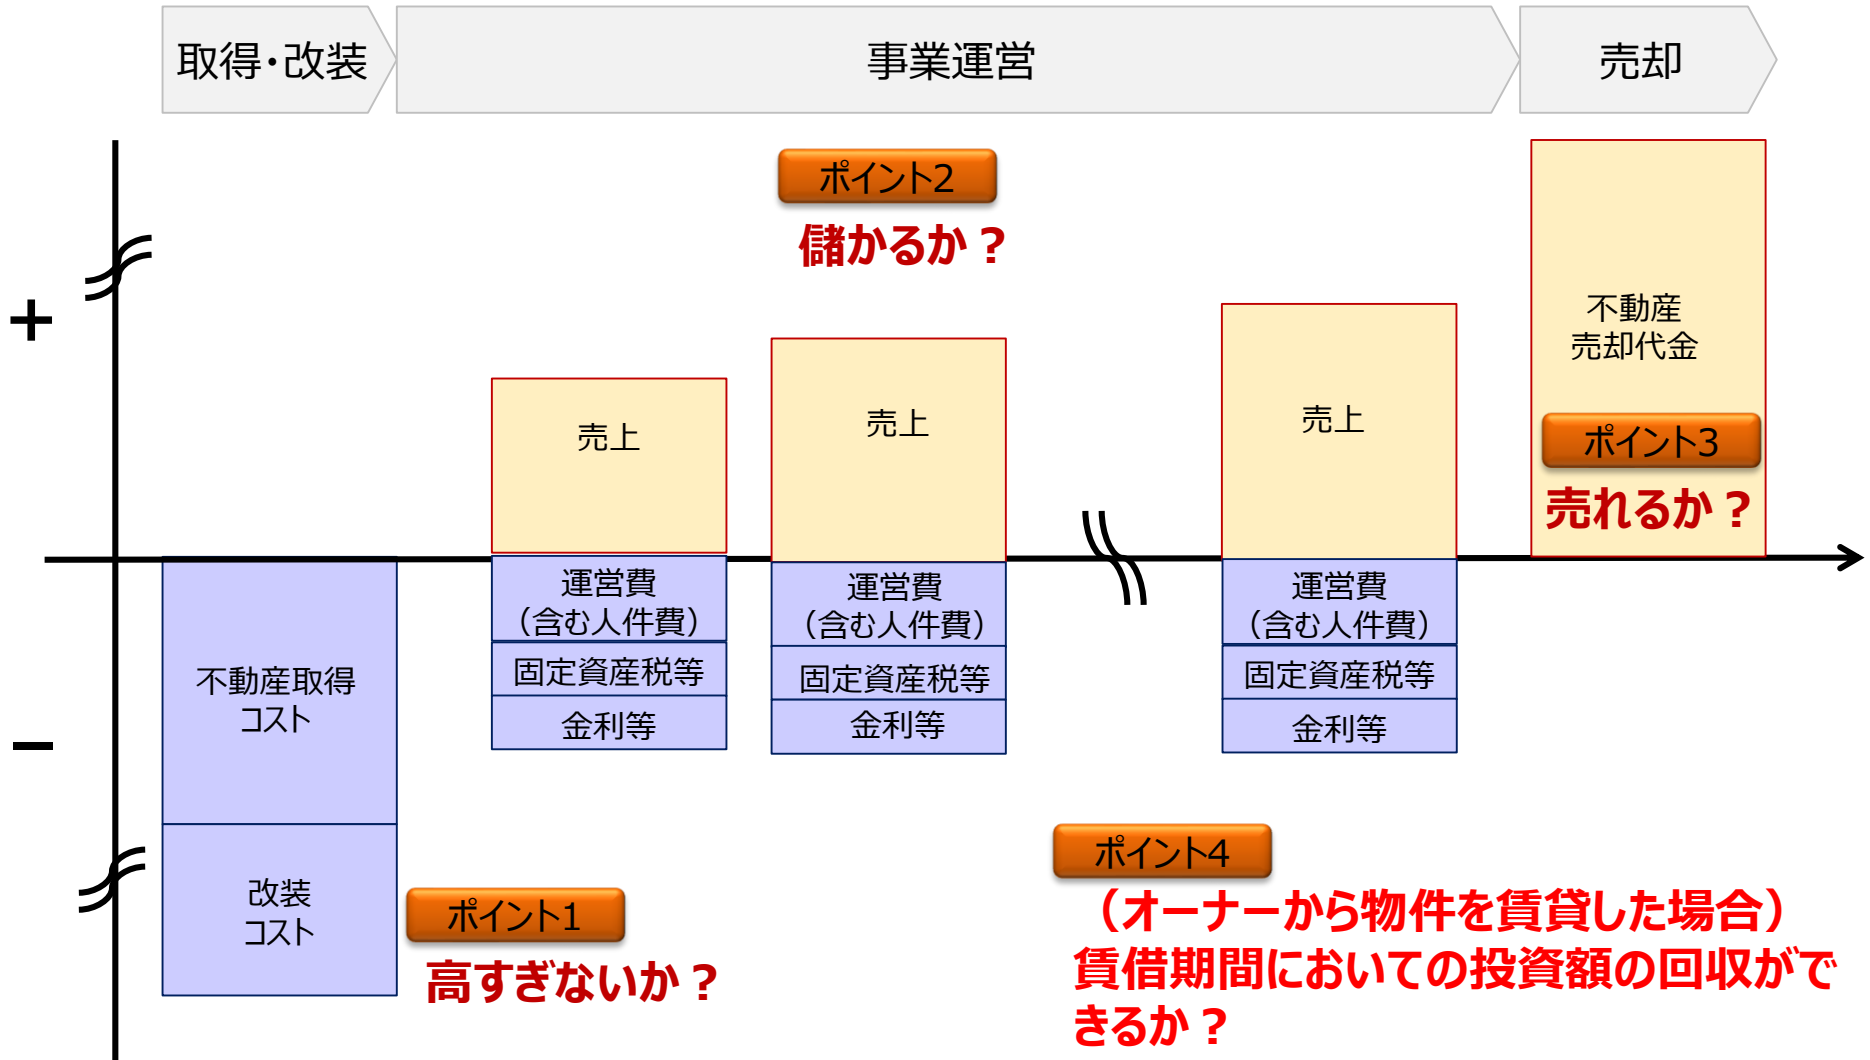 取得・改装
事業運営
売却
ポイント2
儲かるか？
＋
不動産
売却代金
売上
売上
売上
ポイント3
売れるか？
運営費
（含む人件費）
固定資産税等
金利等
運営費
（含む人件費）
固定資産税等
金利等
運営費
（含む人件費）
固定資産税等
金利等
不動産取得
コスト
－
改装
コスト
ポイント1
高すぎないか？
ポイント4
（オーナーから物件を賃貸した場合）
賃借期間においての投資額の回収がで
きるか？